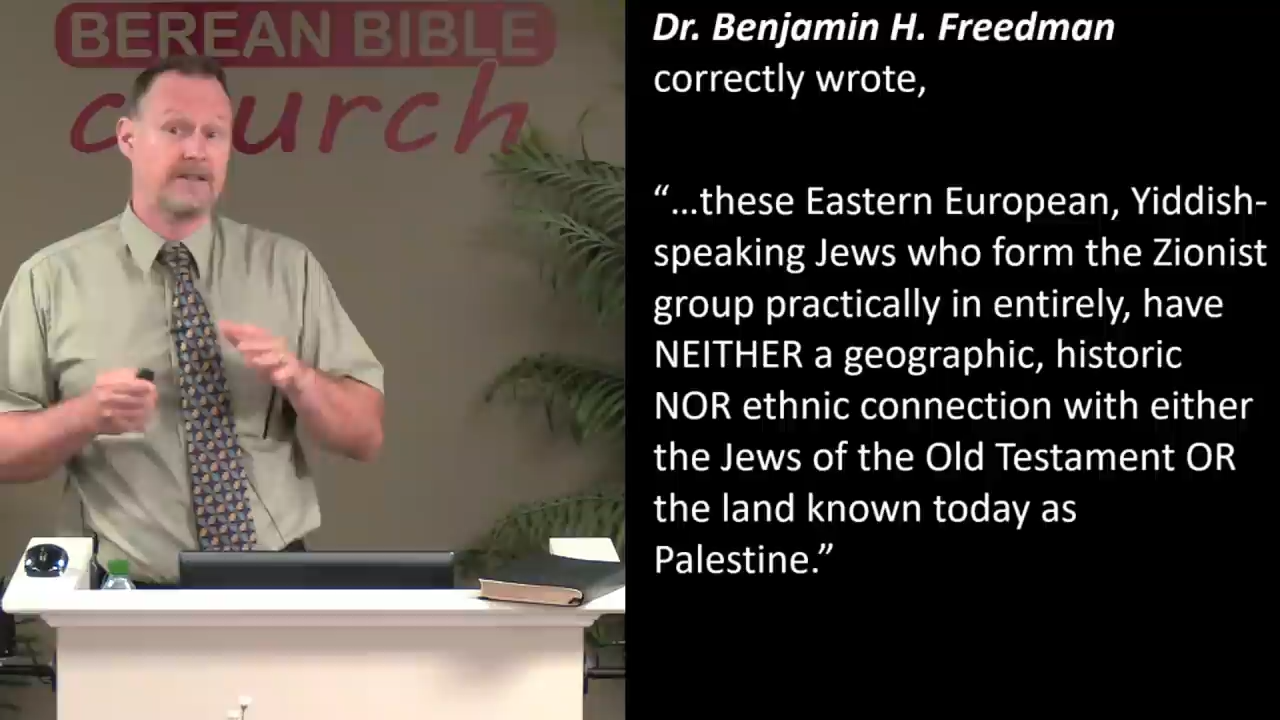 BEREAN BIBLE
church
Dr. Benjamin H. Freedman
correctly wrote,
“…these Eastern European, Yiddish-
speaking Jews who form the Zionist
group practically in entirely, have
NEITHER a geographic, historic
NOR ethnic connection with either
the Jews of the Old Testament OR
the land known today as
Palestine.”